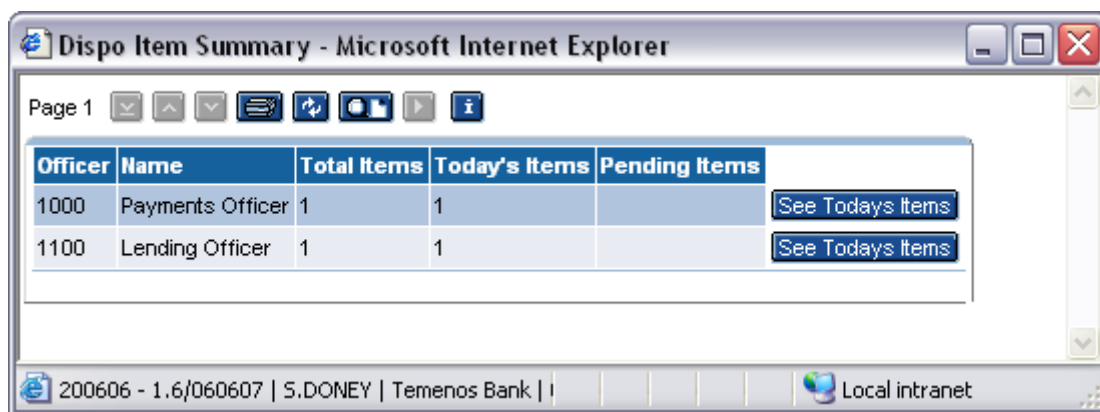 Dispo Item Summary - Microsoft Internet Explorer
Page 1
Officer Name Total Items Today's Items Pending Items
1000 Payments Officer 1 1 See Todays Items
1100 Lending Officer 1 1 See Todays Items
200606 - 1.6/060607 | S.DONEY | Temenos Bank | Local intranet